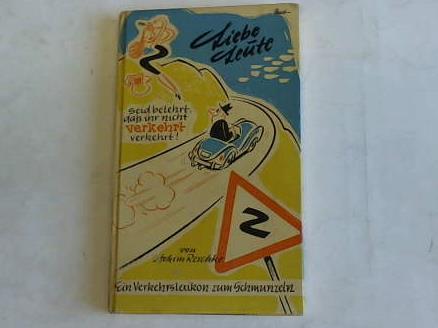 Liebe
Leute
seid belehrt,
daß ihr nicht
verkehrt
verkehrt!
von
Achim Reschke
Ein Verkehrslexikon zum Schmunzeln